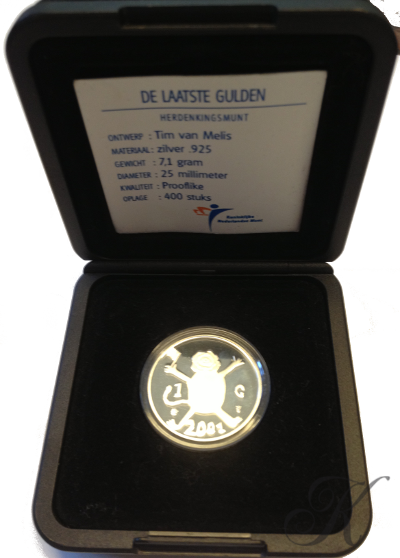 DE LAATSTE GULDEN
HERDENKINGSMUNT
ONTWERP : Tim van Melis
MATERIAAL: zilver .925
GEWICHT : 7,1 gram
DIAMETER : 25 millimeter
KWALITEIT : Prooflike
OPLAGE : 400 stuks
Koninklijke
Nederlandse Munt
1 G
2001
K